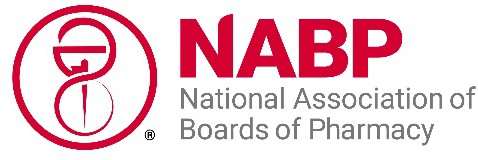 NABP
National Association of
Boards of Pharmacy
®